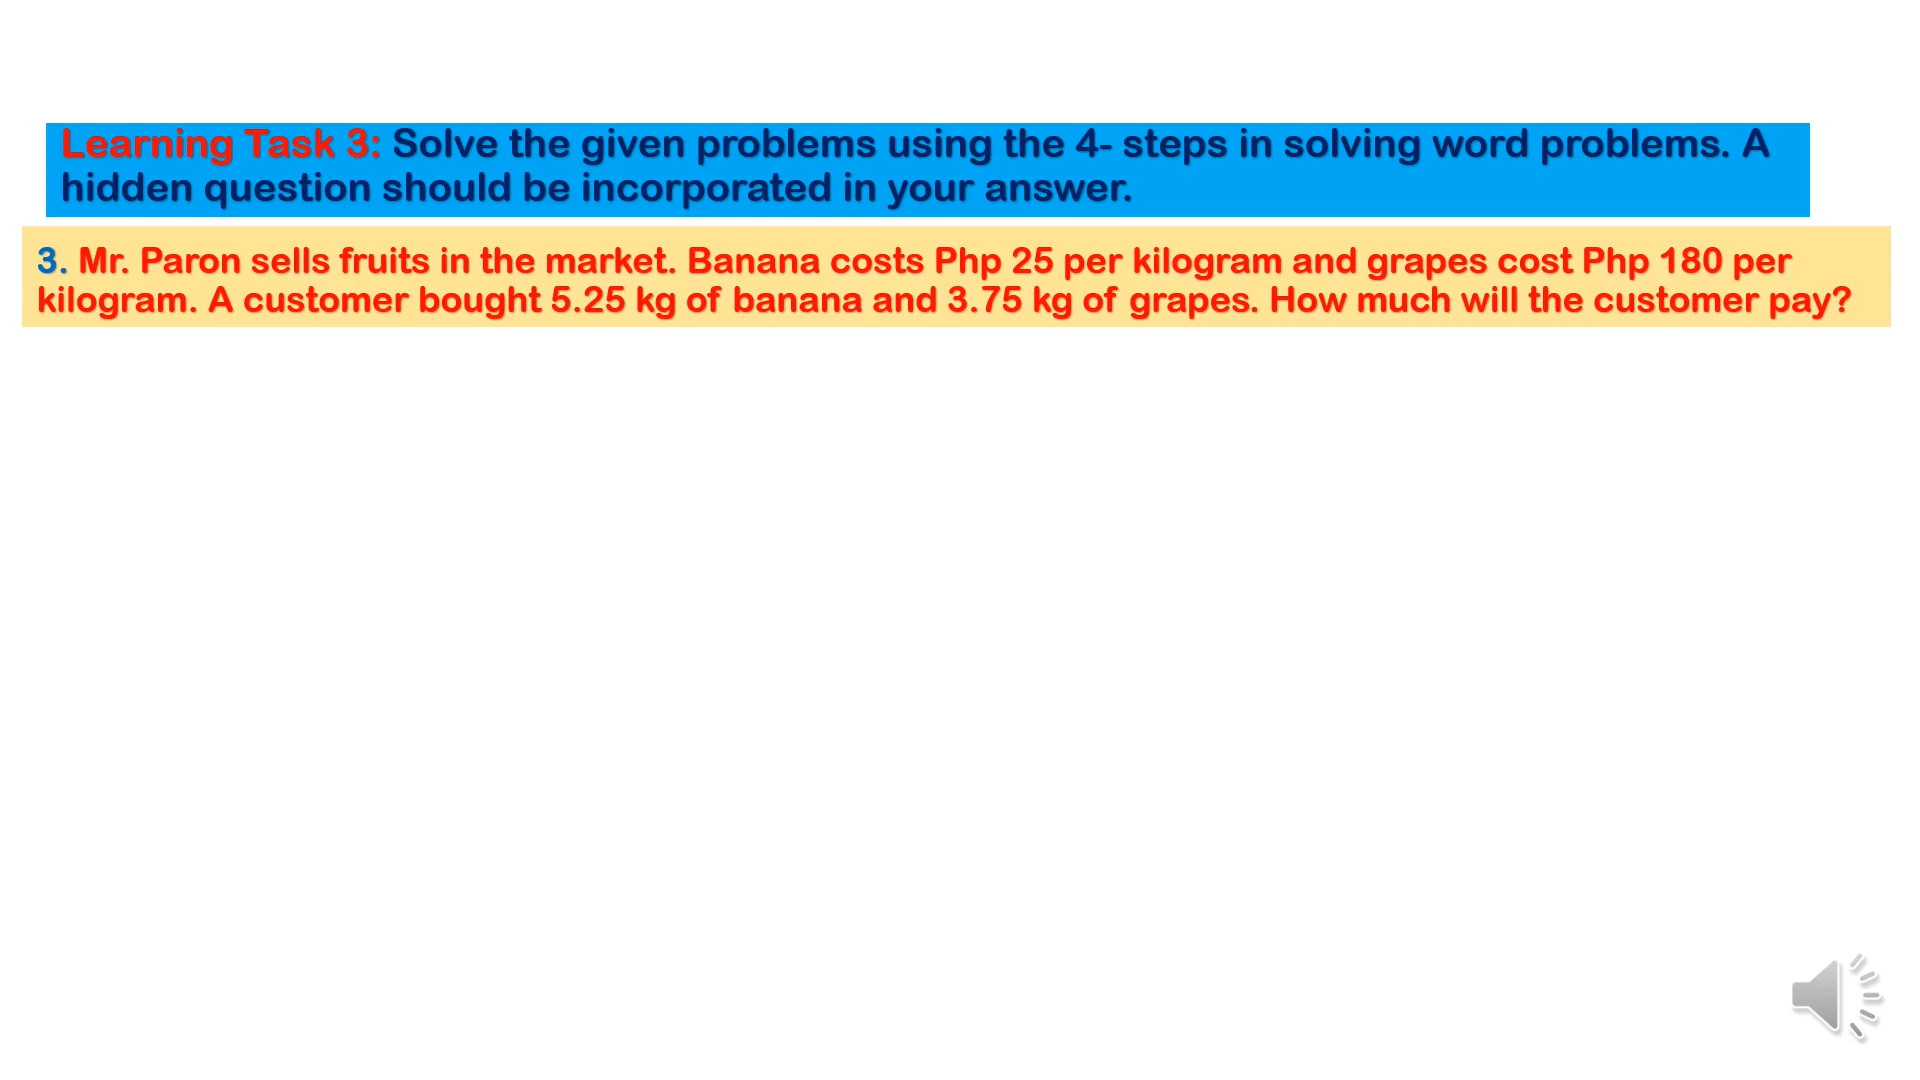 Learning Task 3: Solve the given problems using the 4- steps in solving word problems. A
hidden question should be incorporated in your answer.
3. Mr. Paron sells fruits in the market. Banana costs Php 25 per kilogram and grapes cost Php 180 per
kilogram. A customer bought 5.25 kg of banana and 3.75 kg of grapes. How much will the customer pay?